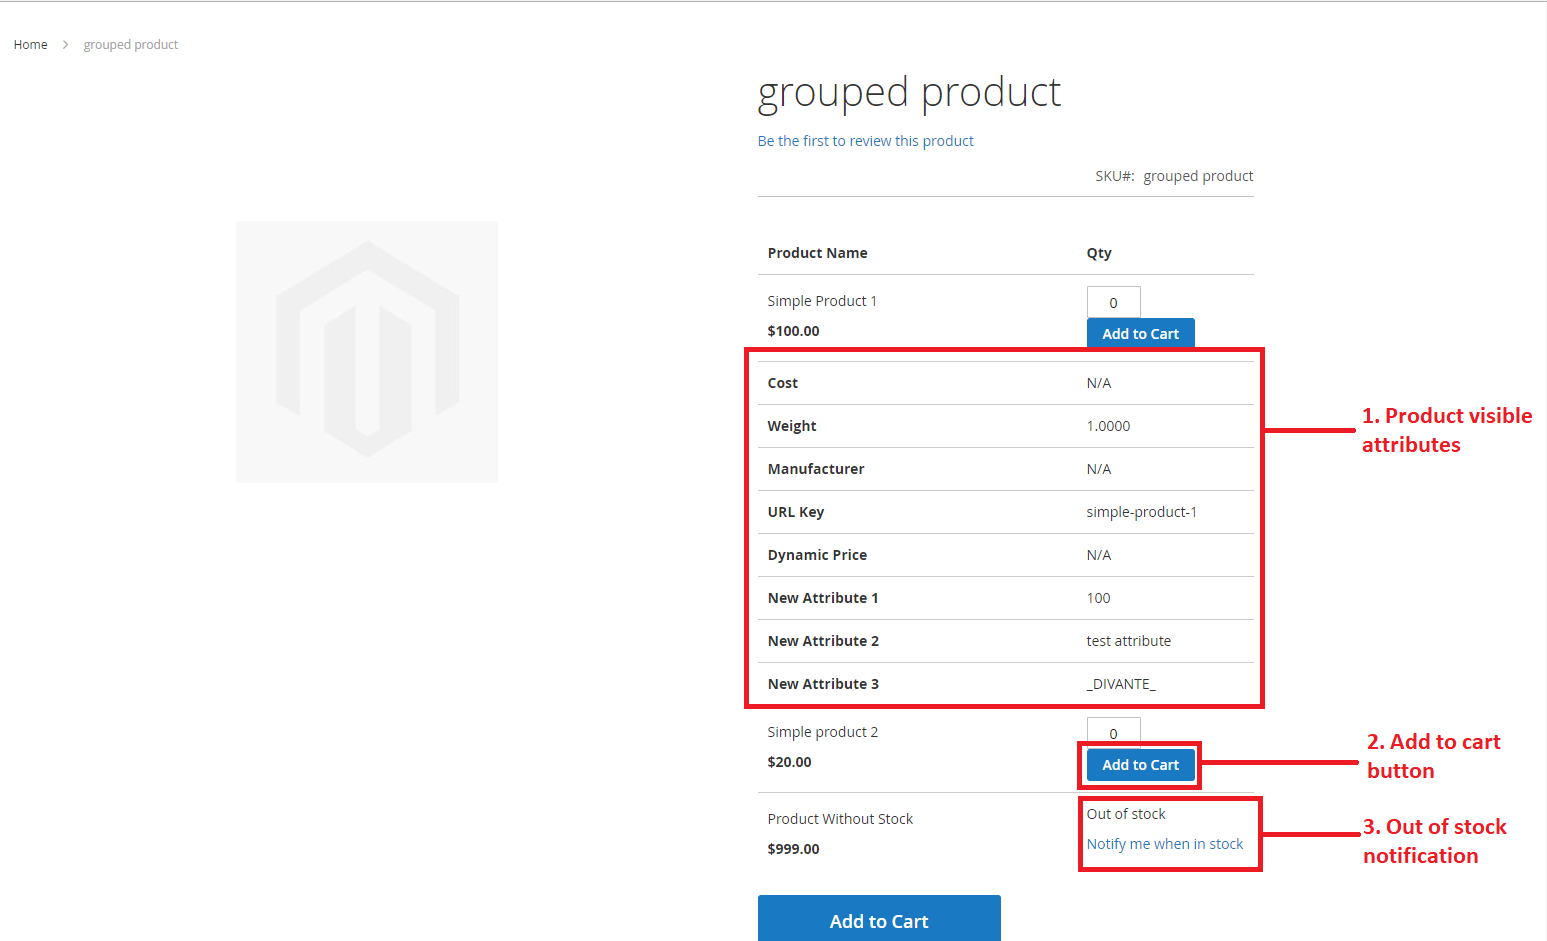 Home > grouped product
grouped product
Be the first to review this product
SKU#: grouped product
Product Name Qty
Simple Product 1 0
$100.00 Add to Cart
Cost N/A
Weight 1.0000
Manufacturer N/A
URL Key simple-product-1
Dynamic Price N/A
New Attribute 1 100
New Attribute 2 test attribute
New Attribute 3 _DIVANTE_
1. Product visible
attributes
Simple product 2 0
$20.00 Add to Cart
2. Add to cart
button
Product Without Stock Out of stock
$999.00 Notify me when in stock
3. Out of stock
notification
Add to Cart